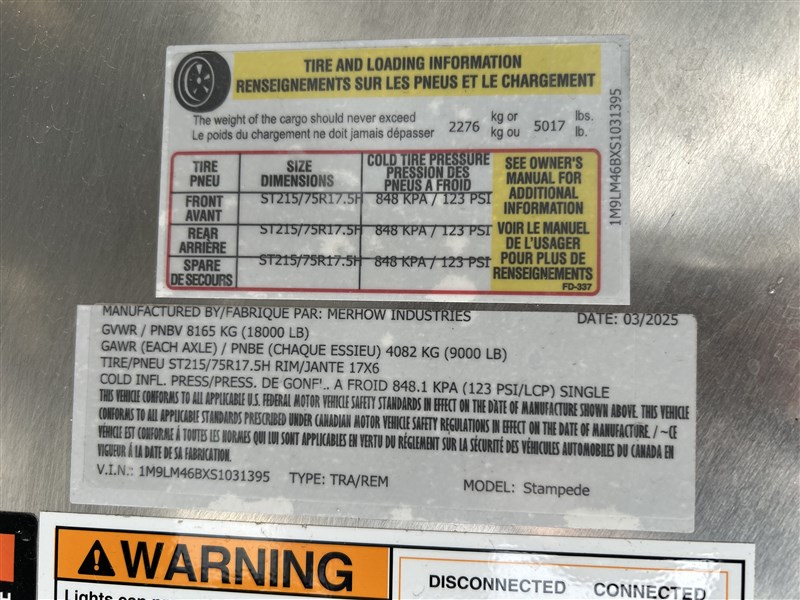 TIRE AND LOADING INFORMATION
RENSEIGNEMENTS SUR LES PNEUS ET LE CHARGEMENT
The weight of the cargo should never exceed 2276 kg or 5017 lbs.
Le poids du chargement ne doit jamais dépasser kg ou lb.
TIRE PNEU
SIZE DIMENSIONS
COLD TIRE PRESSURE
PRESSION DES
PNEUS A FROID
FRONT AVANT ST215/75R17.5H 848 KPA / 123 PSI
REAR ARRIÈRE ST215/75R17.5H 848 KPA / 123 PSI
SPARE DE SECOURS ST215/75R17.5H 848 KPA / 123 PSI
SEE OWNER'S
MANUAL FOR
ADDITIONAL
INFORMATION
VOIR LE MANUEL
DE L'USAGER
POUR PLUS DE
RENSEIGNEMENTS
FD-337
1M9LM46BXS1031395
MANUFACTURED BY/FABRIQUE PAR: MERHOW INDUSTRIES DATE: 03/2025
GVWR / PNBV 8165 KG (18000 LB)
GAWR (EACH AXLE) / PNBE (CHAQUE ESSIEU) 4082 KG (9000 LB)
TIRE/PNEU ST215/75R17.5H RIM/JANTE 17X6
COLD INFL. PRESS/PRESS. DE GONF'.. A FROID 848.1 KPA (123 PSI/LCP) SINGLE
THIS VEHICLE CONFORMS TO ALL APPLICABLE U.S. FEDERAL MOTOR VEHICLE SAFETY STANDARDS IN EFFECT ON THE DATE OF MANUFACTURE SHOWN ABOVE. THIS VEHICLE
CONFORMS TO ALL APPLICABLE STANDARDS PRESCRIBED UNDER CANADIAN MOTOR VEHICLE SAFETY REGULATIONS IN EFFECT ON THE DATE OF MANUFACTURE. / ~CE
VÉHICLE EST CONFORME À TOUTES LES NORMES QUI LUI SONT APPLICABLES EN VERTU DU RÉGLEMENT SUR LA SÉCURITÉ DES VÉHICULES AUTOMOBILES DU CANADA EN
VIGUEUR À LA DATE DE SA FABRICATION.
V.I.N.: 1M9LM46BXS1031395 TYPE: TRA/REM MODEL: Stampede
WARNING
DISCONNECTED CONNECTED
Lights can
H